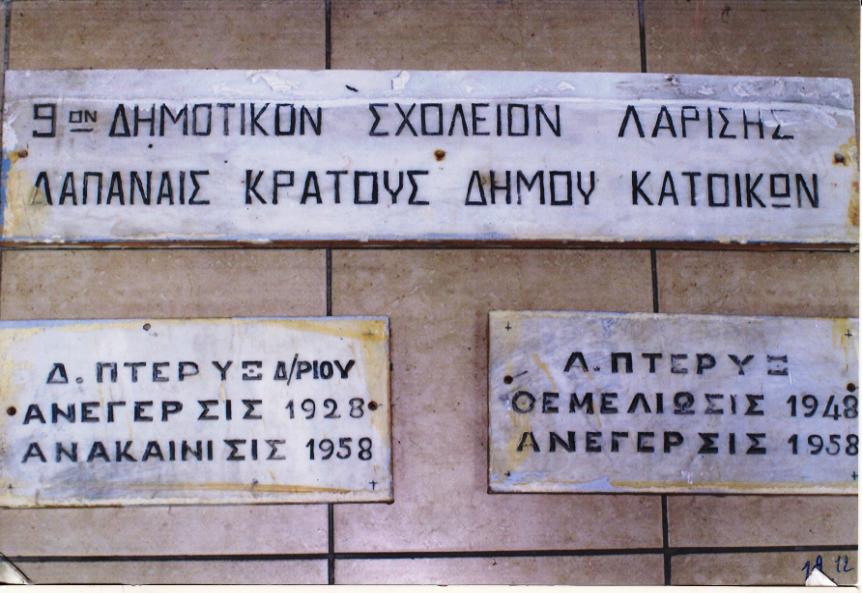 9ον ΔΗΜΟΤΙΚΟΝ ΣΧΟΛΕΙΟΝ ΛΑΡΙΣΗΣ
ΔΑΠΑΝΑΙΣ ΚΡΑΤΟΥΣ ΔΗΜΟΥ ΚΑΤΟΙΚΩΝ
Δ. ΠΤΕΡΥΞ Δ/ΡΙΟΥ
ΑΝΕΓΕΡΣΙΣ 1928
ΑΝΑΚΑΙΝΙΣΙΣ 1958
Α. ΠΤΕΡΥΞ
ΘΕΜΕΛΙΩΣΙΣ 1948
ΑΝΕΓΕΡΣΙΣ 1958